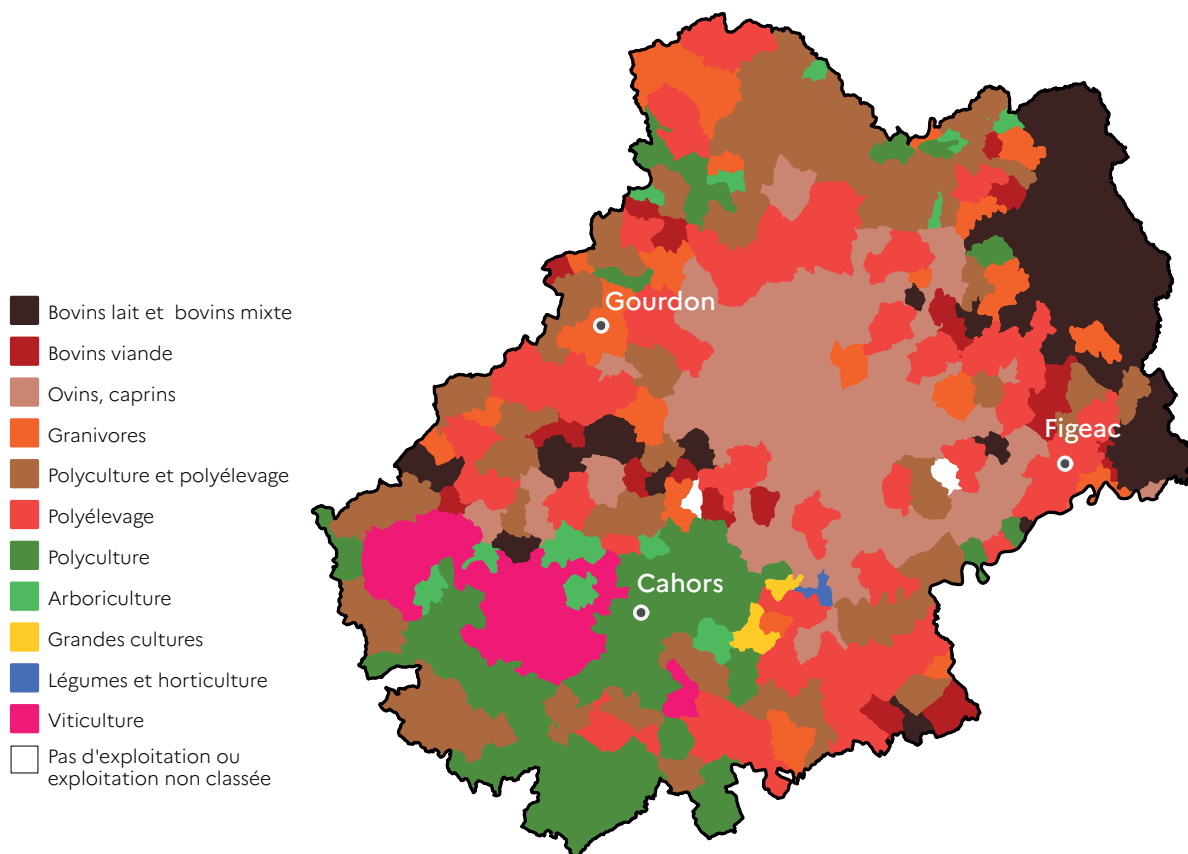 Bovins lait et bovins mixte
Bovins viande
Ovins, caprins
Granivores
Polyculture et polyélevage
Polyélevage
Polyculture
Arboriculture
Grandes cultures
Légumes et horticulture
Viticulture
Pas d'exploitation ou
exploitation non classée
Gourdon
Figeac
Cahors